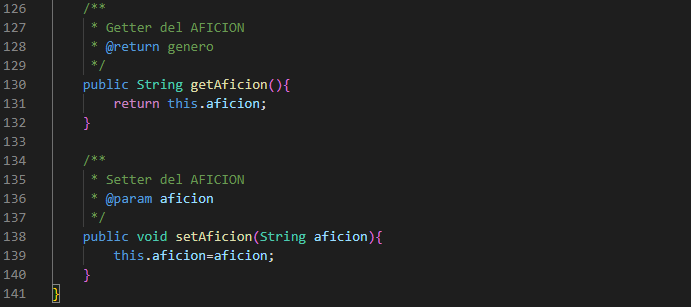 126 /**
127 * Getter del AFICION
128 * @return genero
129 */
130 public String getAficion(){
131 return this.aficion;
132 }
133
134 /**
135 * Setter del AFICION
136 * @param aficion
137 */
138 public void setAficion(String aficion){
139 this.aficion=aficion;
140 }
141 }